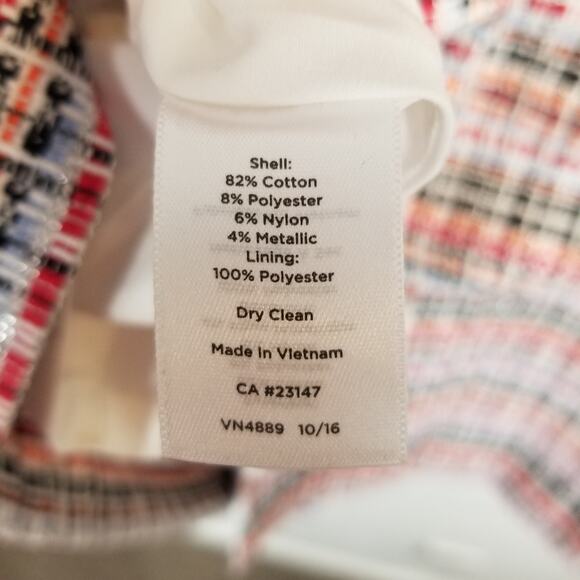 Shell:
82% Cotton
8% Polyester
6% Nylon
4% Metallic
Lining:
100% Polyester
Dry Clean
Made in Vietnam
CA #23147
VN4889 10/16